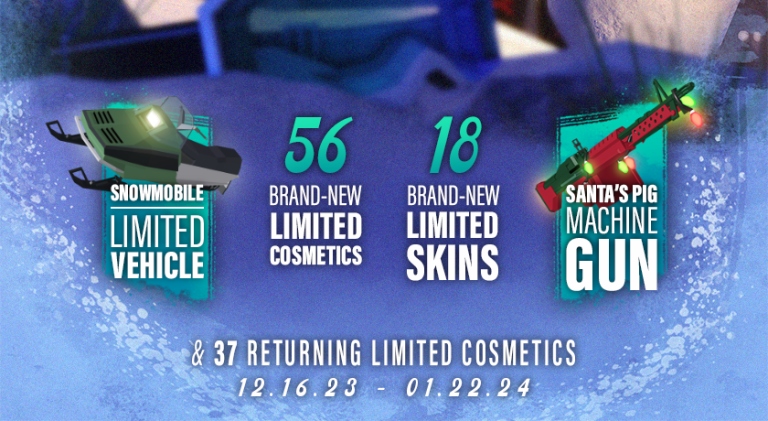 SNOWMOBILE
LIMITED
VEHICLE
56
BRAND-NEW
LIMITED
COSMETICS
18
BRAND-NEW
LIMITED
SKINS
SANTA'S PIG
MACHINE
GUN
& 37 RETURNING LIMITED COSMETICS
12.16.23 - 01.22.24